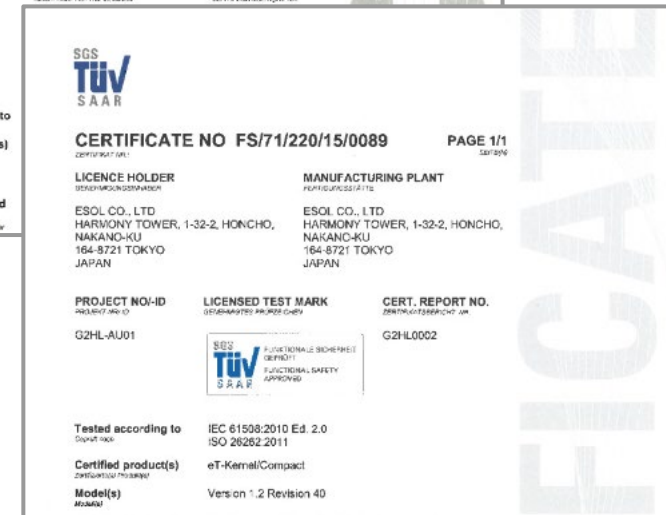 to
s)
d
SGS
TÜV
SAAR
CERTIFICATE NO FS/71/220/15/0089 PAGE 1/1
LICENCE HOLDER MANUFACTURING PLANT
ESOL CO., LTD ESOL CO., LTD
HARMONY TOWER, 1-32-2, HONCHO, HARMONY TOWER, 1-32-2, HONCHO,
NAKANO-KU NAKANO-KU
164-8721 TOKYO 164-8721 TOKYO
JAPAN JAPAN
PROJECT NO/-ID LICENSED TEST MARK CERT. REPORT NO.
G2HL-AU01 G2HL0002
SGS
TÜV
SAAR
FUNKTIONALE SICHERHEIT
GEPRÜFT
FUNCTIONAL SAFETY
APPROVED
Tested according to IEC 61508:2010 Ed. 2.0
ISO 26262:2011
Certified product(s) eT-Kernel/Compact
Model(s) Version 1.2 Revision 40
FICATE